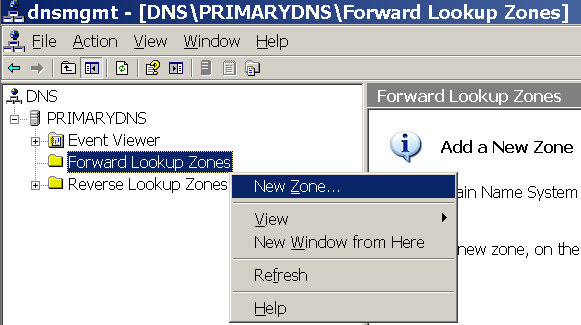 dnsmgmt - [DNS\PRIMARYDNS\Forward Lookup Zones]
File Action View Window Help
DNS
PRIMARYDNS
Event Viewer
Forward Lookup Zones
Reverse Lookup Zones
New Zone...
View
New Window from Here
Refresh
Help
Forward Lookup Zones
Add a New Zone
ain Name System
new zone, on the